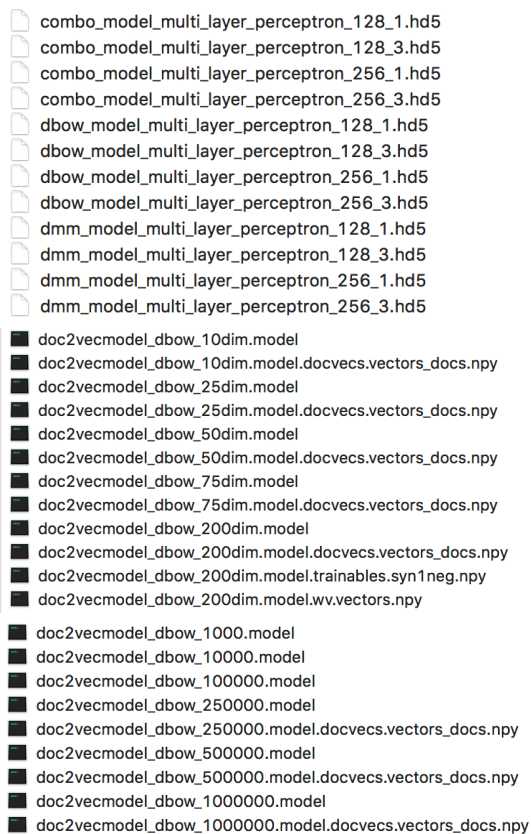 combo_model_multi_layer_perceptron_128_1.hd5
combo_model_multi_layer_perceptron_128_3.hd5
combo_model_multi_layer_perceptron_256_1.hd5
combo_model_multi_layer_perceptron_256_3.hd5
dbow_model_multi_layer_perceptron_128_1.hd5
dbow_model_multi_layer_perceptron_128_3.hd5
dbow_model_multi_layer_perceptron_256_1.hd5
dbow_model_multi_layer_perceptron_256_3.hd5
dmm_model_multi_layer_perceptron_128_1.hd5
dmm_model_multi_layer_perceptron_128_3.hd5
dmm_model_multi_layer_perceptron_256_1.hd5
dmm_model_multi_layer_perceptron_256_3.hd5
doc2vecmodel_dbow_10dim.model
doc2vecmodel_dbow_10dim.model.docvecs.vectors_docs.npy
doc2vecmodel_dbow_25dim.model
doc2vecmodel_dbow_25dim.model.docvecs.vectors_docs.npy
doc2vecmodel_dbow_50dim.model
doc2vecmodel_dbow_50dim.model.docvecs.vectors_docs.npy
doc2vecmodel_dbow_75dim.model
doc2vecmodel_dbow_75dim.model.docvecs.vectors_docs.npy
doc2vecmodel_dbow_200dim.model
doc2vecmodel_dbow_200dim.model.docvecs.vectors_docs.npy
doc2vecmodel_dbow_200dim.model.trainables.syn1neg.npy
doc2vecmodel_dbow_200dim.model.wv.vectors.npy
doc2vecmodel_dbow_1000.model
doc2vecmodel_dbow_10000.model
doc2vecmodel_dbow_100000.model
doc2vecmodel_dbow_250000.model
doc2vecmodel_dbow_250000.model.docvecs.vectors_docs.npy
doc2vecmodel_dbow_500000.model
doc2vecmodel_dbow_500000.model.docvecs.vectors_docs.npy
doc2vecmodel_dbow_1000000.model
doc2vecmodel_dbow_1000000.model.docvecs.vectors_docs.npy